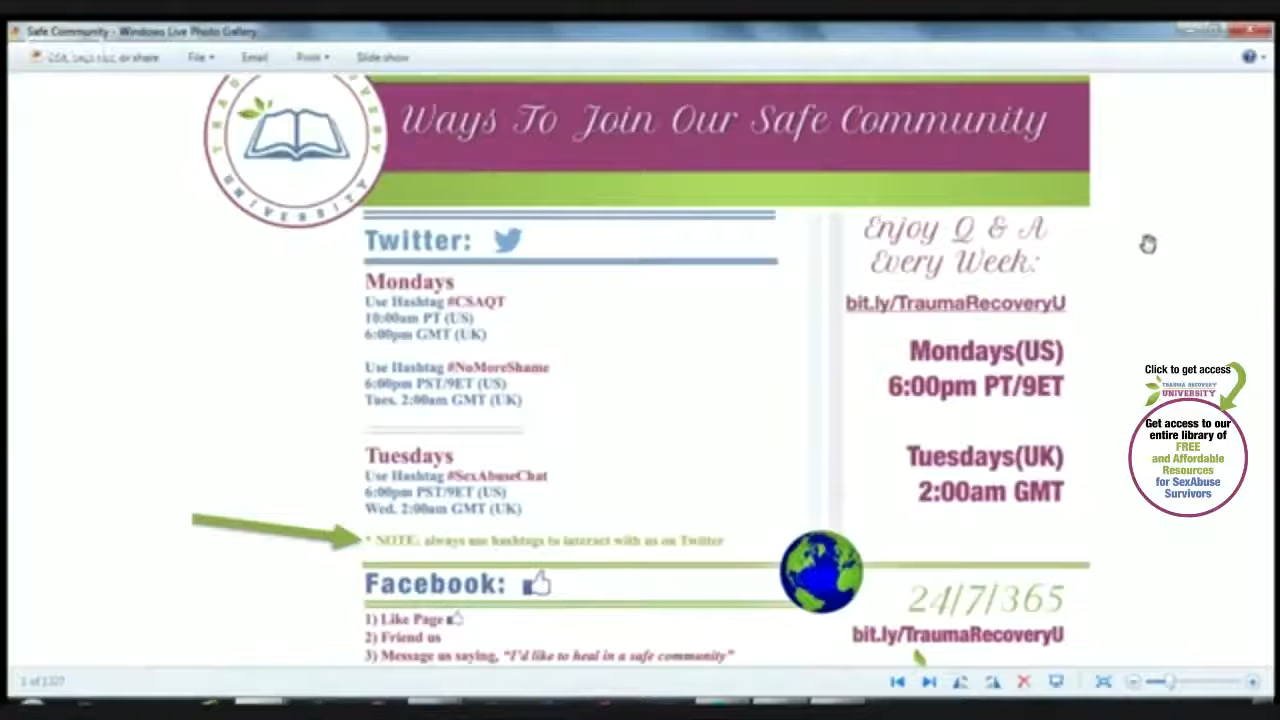 Safe Community - Windows Live Photo Gallery
or share
File
Email
Print
Slide show
UNIVERSITY
Ways To Join Our Safe Community
Twitter:
Mondays
Use Hashtag #CSAQT
10:00am PT (US)
6:00pm GMT (UK)
Use Hashtag #NoMoreShame
6:00pm PST/9ET (US)
Tues. 2:00am GMT (UK)
Tuesdays
Use Hashtag #SexAbuseChat
6:00pm PST/9ET (US)
Wed. 2:00am GMT (UK)
* NOTE: always use hashtags to interact with us on Twitter
Facebook:
1) Like Page
2) Friend us
3) Message us saying, “I'd like to heal in a safe community”
Enjoy Q & A
Every Week:
bit.ly/TraumaRecoveryU
Mondays(US)
6:00pm PT/9ET
Tuesdays(UK)
2:00am GMT
24/7/365
bit.ly/TraumaRecoveryU
Click to get access
TRAUMA RECOVERY
UNIVERSITY
Get access to our
entire library of
FREE
and Affordable
Resources
for SexAbuse
Survivors